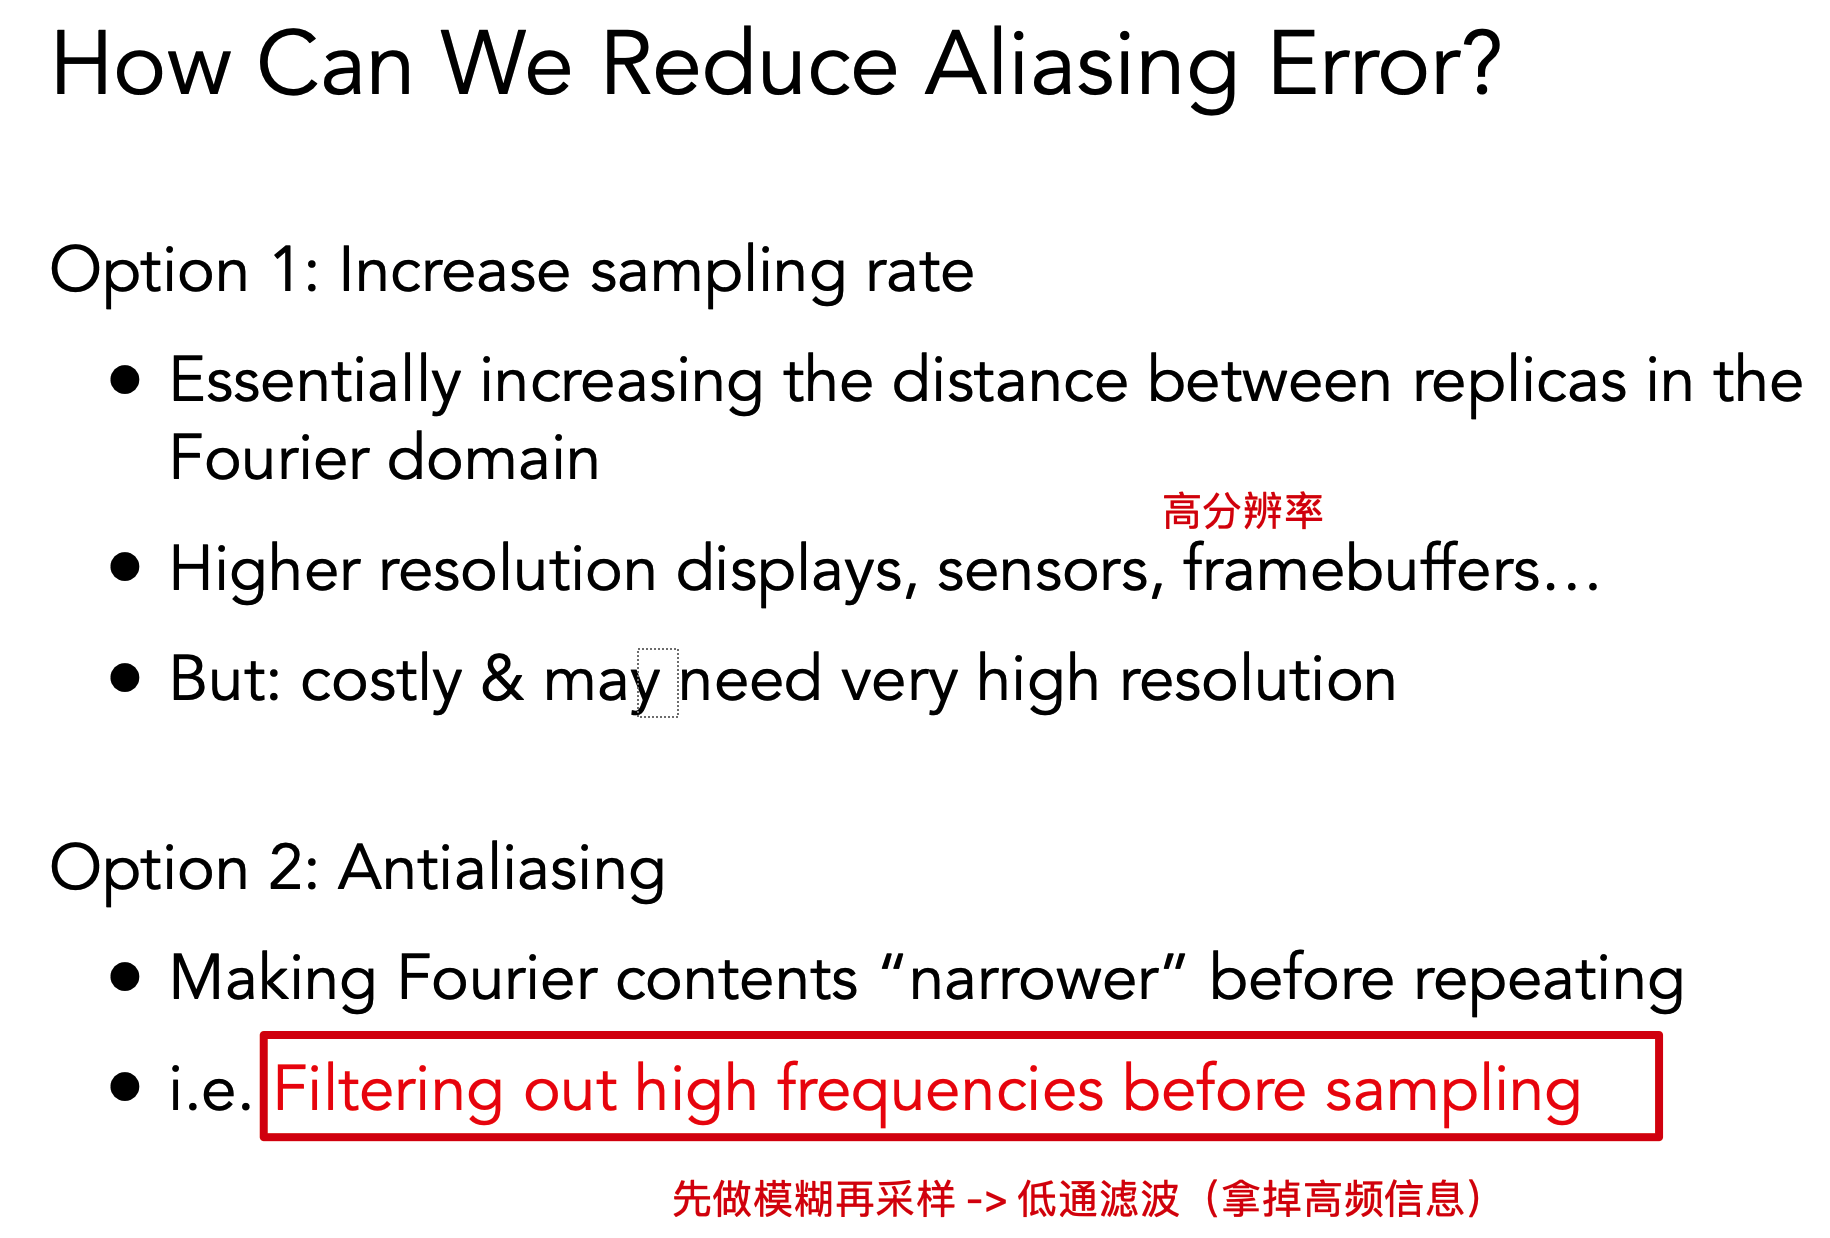 How Can We Reduce Aliasing Error?
Option 1: Increase sampling rate
● Essentially increasing the distance between replicas in the
Fourier domain
高分辨率
● Higher resolution displays, sensors, framebuffers…
● But: costly & may need very high resolution
Option 2: Antialiasing
● Making Fourier contents “narrower” before repeating
● i.e. Filtering out high frequencies before sampling
先做模糊再采样 -> 低通滤波（拿掉高频信息）